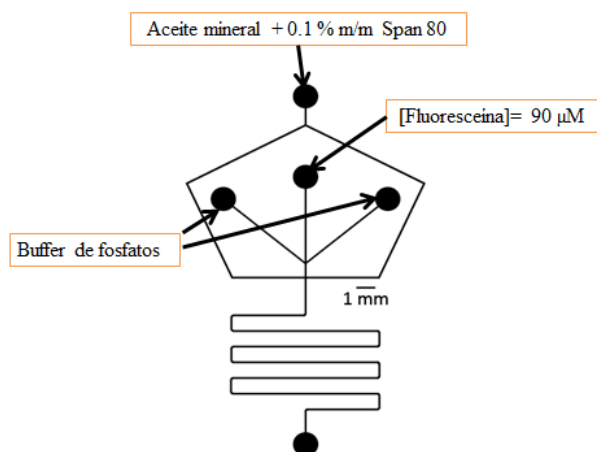 Aceite mineral + 0.1 % m/m Span 80
[Fluoresceina]= 90 µM
Buffer de fosfatos
1 mm